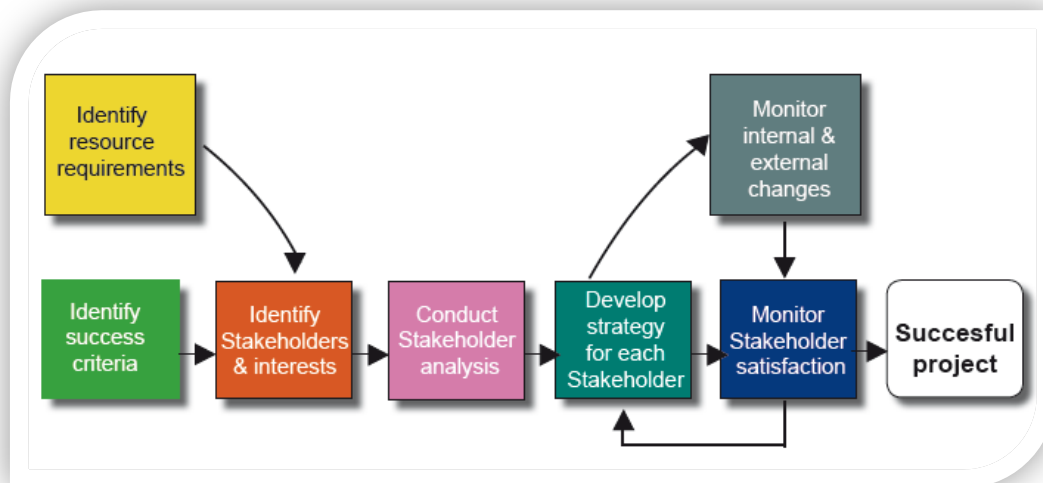 Identify
resource
requirements
Monitor
internal &
external
changes
Identify
success
criteria
Identify
Stakeholders
& interests
Conduct
Stakeholder
analysis
Develop
strategy
for each
Stakeholder
Monitor
Stakeholder
satisfaction
Succesful
project